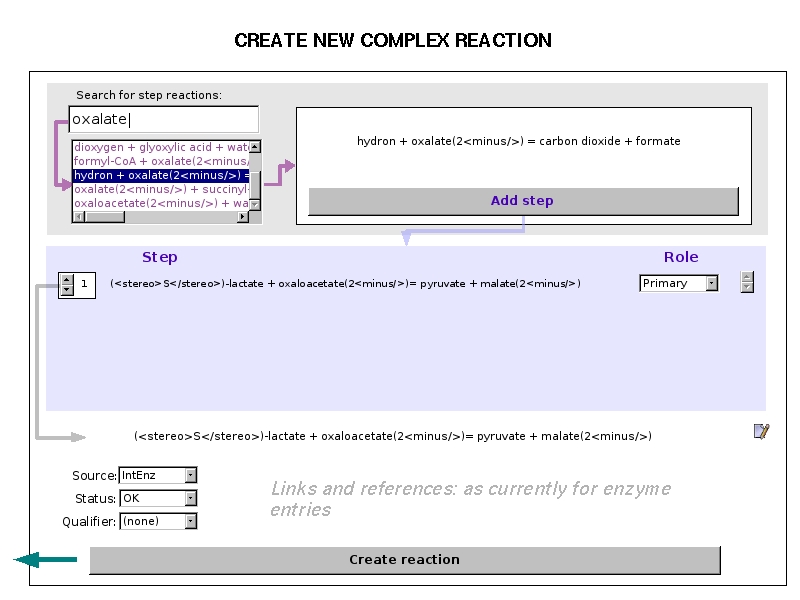 CREATE NEW COMPLEX REACTION
Search for step reactions:
oxalate
dioxygen + glyoxylic acid + wat
formyl-CoA + oxalate(2<minus/
hydron + oxalate(2<minus/>) =
oxalate(2<minus/>) + succinyl-
oxaloacetate(2<minus/>) + wa
hydron + oxalate(2<minus/>) = carbon dioxide + formate
Add step
Step Role
1 (<stereo>S</stereo>)-lactate + oxaloacetate(2<minus/>)= pyruvate + malate(2<minus/>) Primary
(<stereo>S</stereo>)-lactate + oxaloacetate(2<minus/>)= pyruvate + malate(2<minus/>)
Source: IntEnz
Status: OK
Qualifier: (none)
Links and references: as currently for enzyme
entries
Create reaction